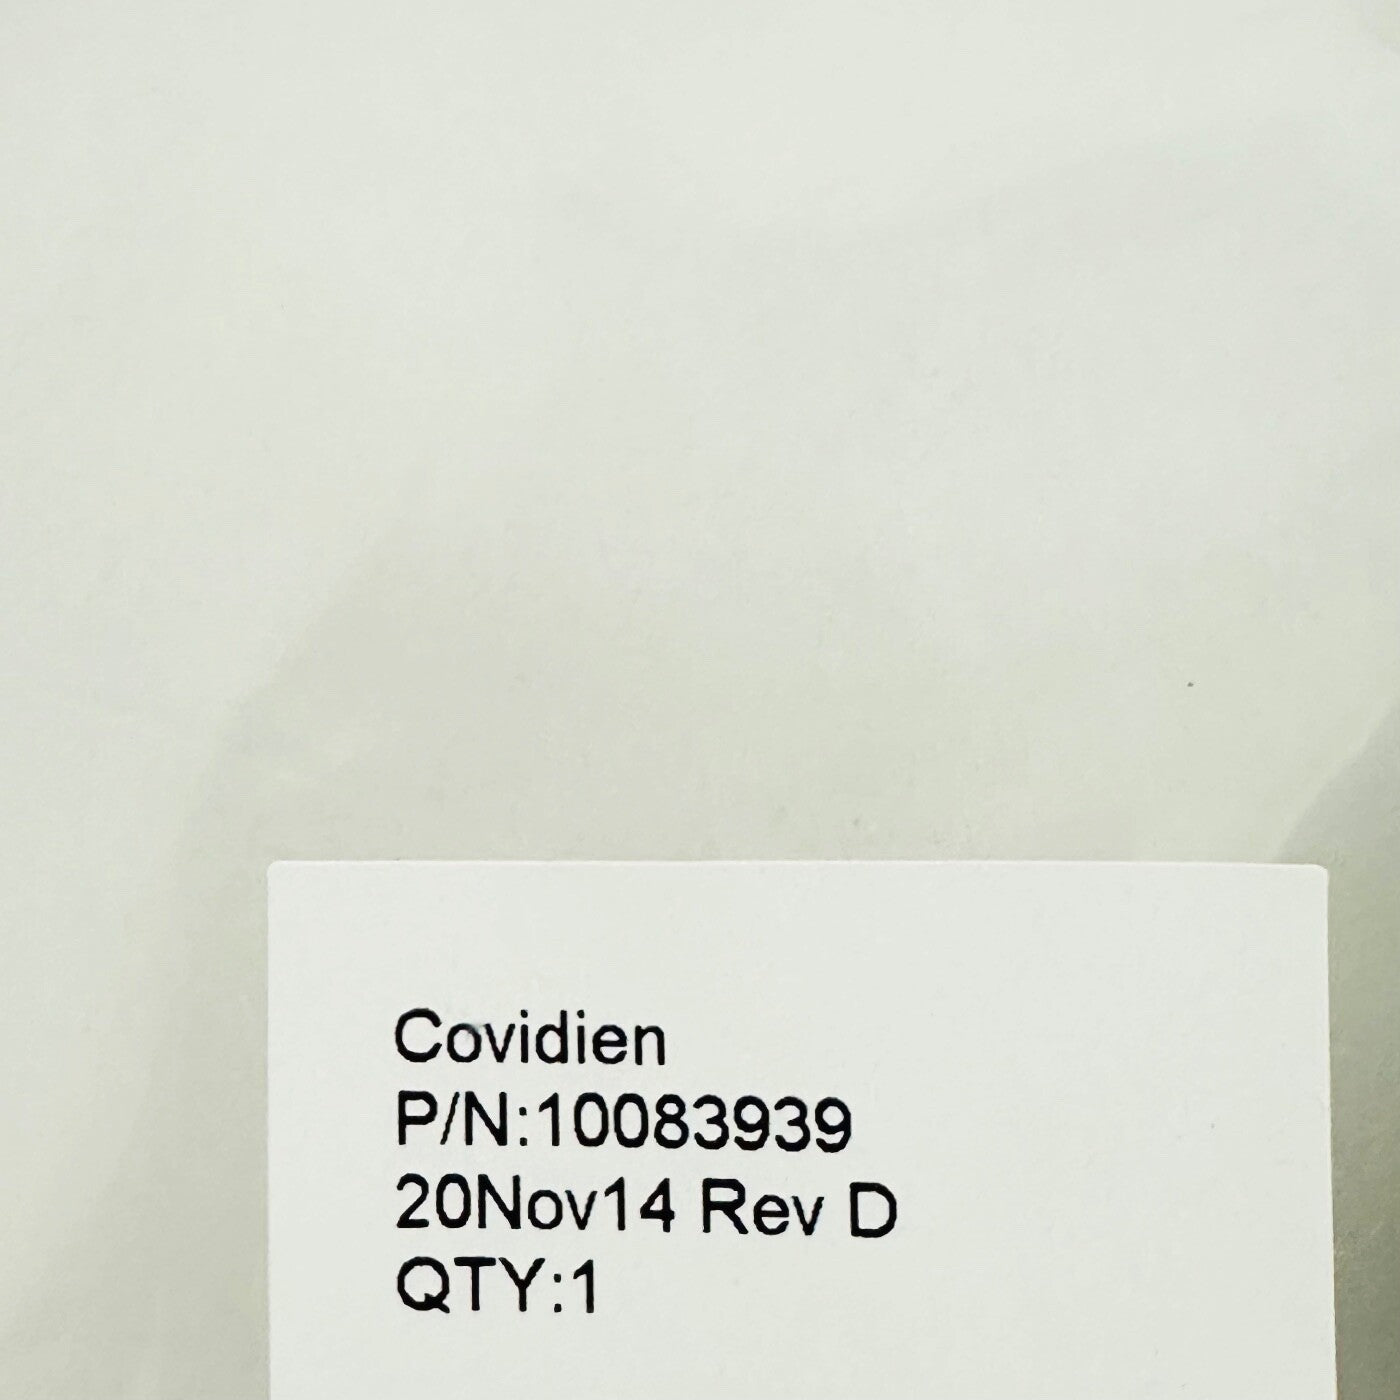 Covidien
P/N:10083939
20Nov14 Rev D
QTY:1